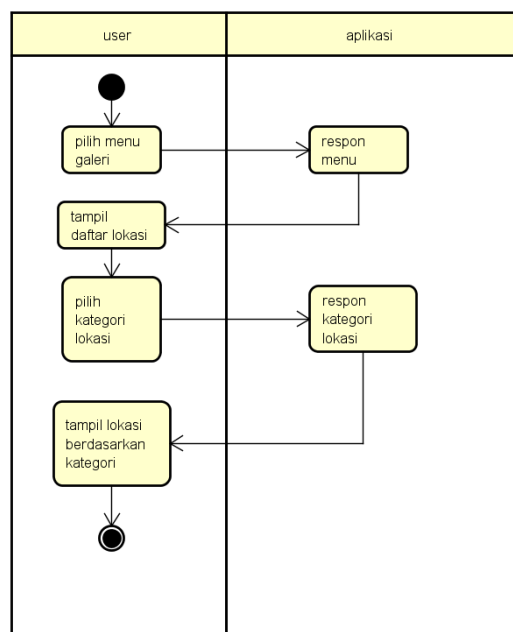 user
aplikasi
pilih menu
galeri
respon
menu
tampil
daftar lokasi
pilih
kategori
lokasi
respon
kategori
lokasi
tampil lokasi
berdasarkan
kategori